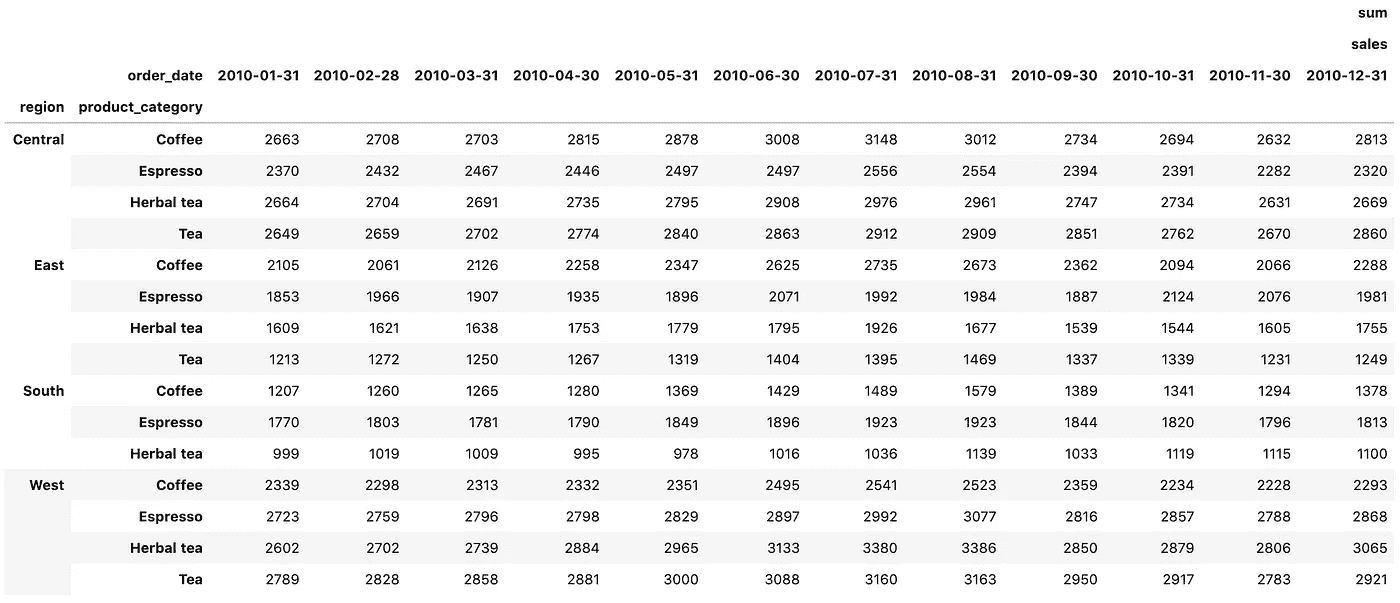 sum
sales
order_date 2010-01-31 2010-02-28 2010-03-31 2010-04-30 2010-05-31 2010-06-30 2010-07-31 2010-08-31 2010-09-30 2010-10-31 2010-11-30 2010-12-31
region product_category
Central Coffee 2663 2708 2703 2815 2878 3008 3148 3012 2734 2694 2632 2813
Espresso 2370 2432 2467 2446 2497 2497 2556 2554 2394 2391 2282 2320
Herbal tea 2664 2704 2691 2735 2795 2908 2976 2961 2747 2734 2631 2669
Tea 2649 2659 2702 2774 2840 2863 2912 2909 2851 2762 2670 2860
East Coffee 2105 2061 2126 2258 2347 2625 2735 2673 2362 2094 2066 2288
Espresso 1853 1966 1907 1935 1896 2071 1992 1984 1887 2124 2076 1981
Herbal tea 1609 1621 1638 1753 1779 1795 1926 1677 1539 1544 1605 1755
Tea 1213 1272 1250 1267 1319 1404 1395 1469 1337 1339 1231 1249
South Coffee 1207 1260 1265 1280 1369 1429 1489 1579 1389 1341 1294 1378
Espresso 1770 1803 1781 1790 1849 1896 1923 1923 1844 1820 1796 1813
Herbal tea 999 1019 1009 995 978 1016 1036 1139 1033 1119 1115 1100
West Coffee 2339 2298 2313 2332 2351 2495 2541 2523 2359 2234 2228 2293
Espresso 2723 2759 2796 2798 2829 2897 2992 3077 2816 2857 2788 2868
Herbal tea 2602 2702 2739 2884 2965 3133 3380 3386 2850 2879 2806 3065
Tea 2789 2828 2858 2881 3000 3088 3160 3163 2950 2917 2783 2921